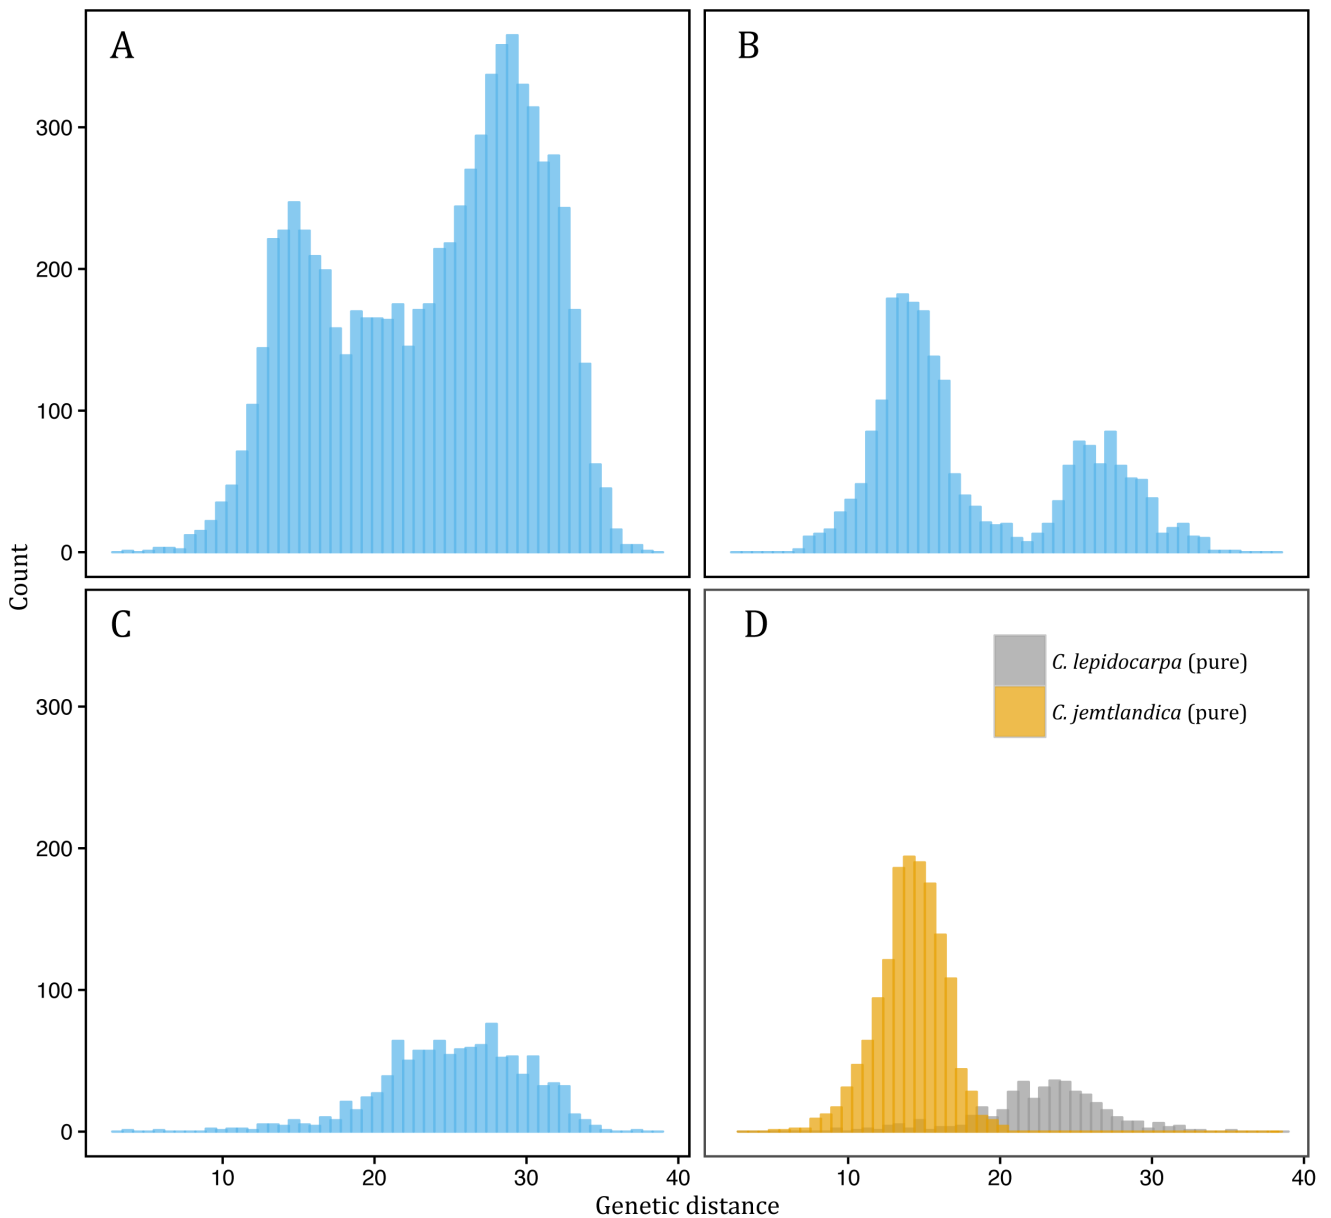 A
B
300
200
100
0
Count
C
D
C. lepidocarpa (pure)
C. jemtlandica (pure)
300
200
100
0
10 20 30 40
10 20 30 40
Genetic distance